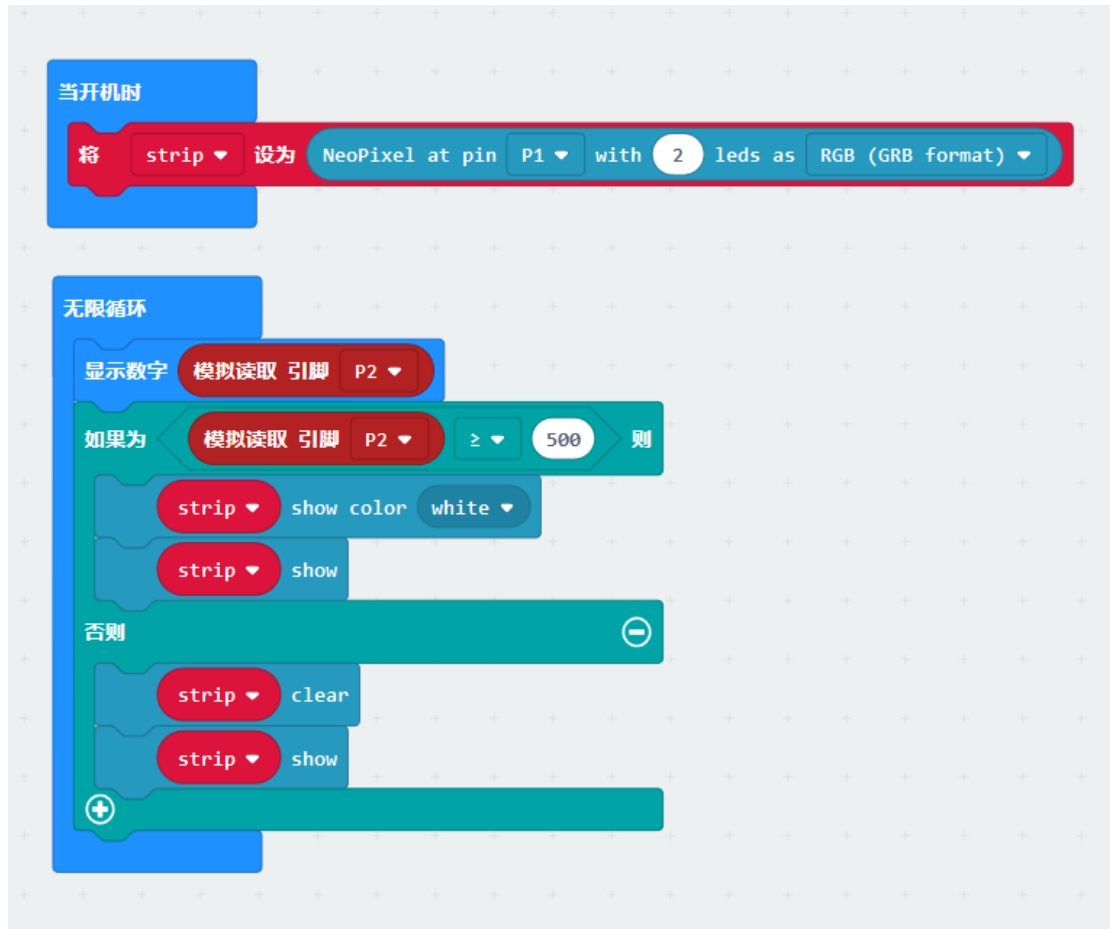 当开机时
将 strip 设为 NeoPixel at pin P1 with 2 leds as RGB (GRB format)
无限循环
显示数字 模拟读取 引脚 P2
如果为 模拟读取 引脚 P2 ≥ 500 则
strip show color white
strip show
否则
strip clear
strip show